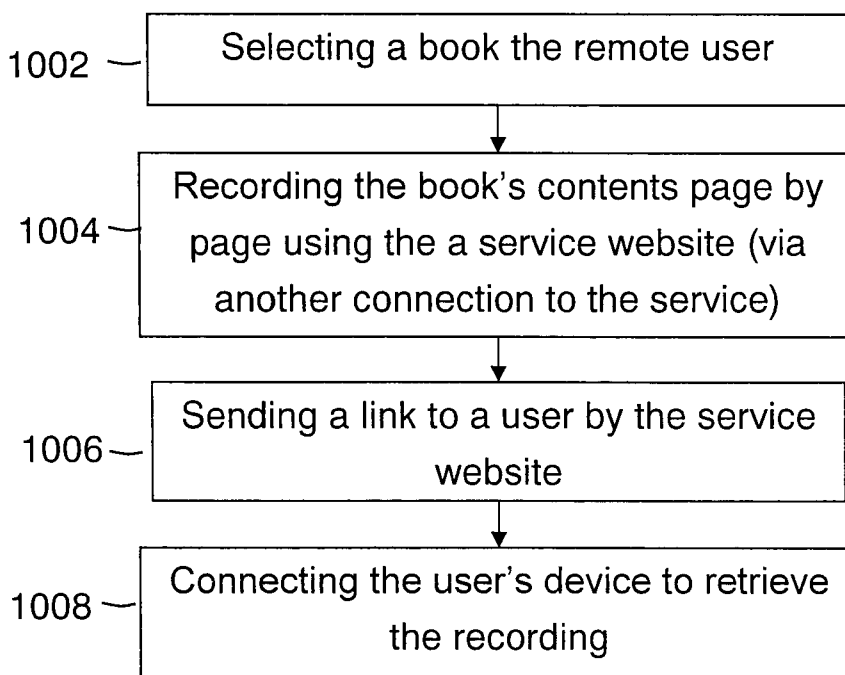 1002
Selecting a book the remote user
1004
Recording the book's contents page by
page using the a service website (via
another connection to the service)
1006
Sending a link to a user by the service
website
1008
Connecting the user's device to retrieve
the recording